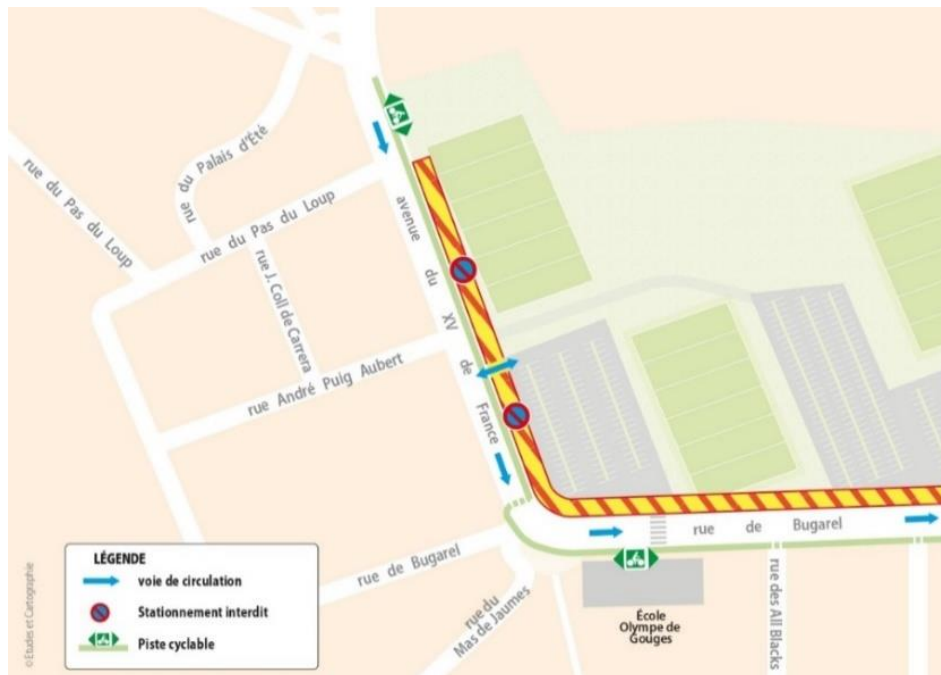 rue du Palais d'Été
rue du Pas du Loup
rue du Pas du Loup
rue J. Coll de Carrera
avenue du XV de France
rue André Puig Aubert
rue de Bugarel
rue de Bugarel
rue du
Mas de Jaumes
École
Olympe de
Gouges
rue des All Blacks
LÉGENDE
voie de circulation
Stationnement interdit
Piste cyclable
© Etudes et Cartographie